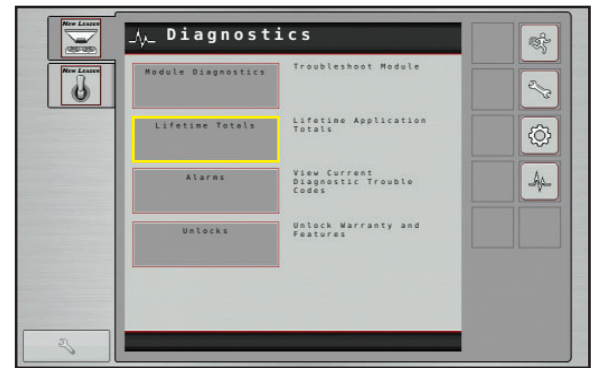 New Leader
Diagnostics
New Leader
Module Diagnostics
Troubleshoot Module
Lifetime Totals
Lifetime Application
Totals
Alarms
View Current
Diagnostic Trouble
Codes
Unlocks
Unlock Warranty and
Features